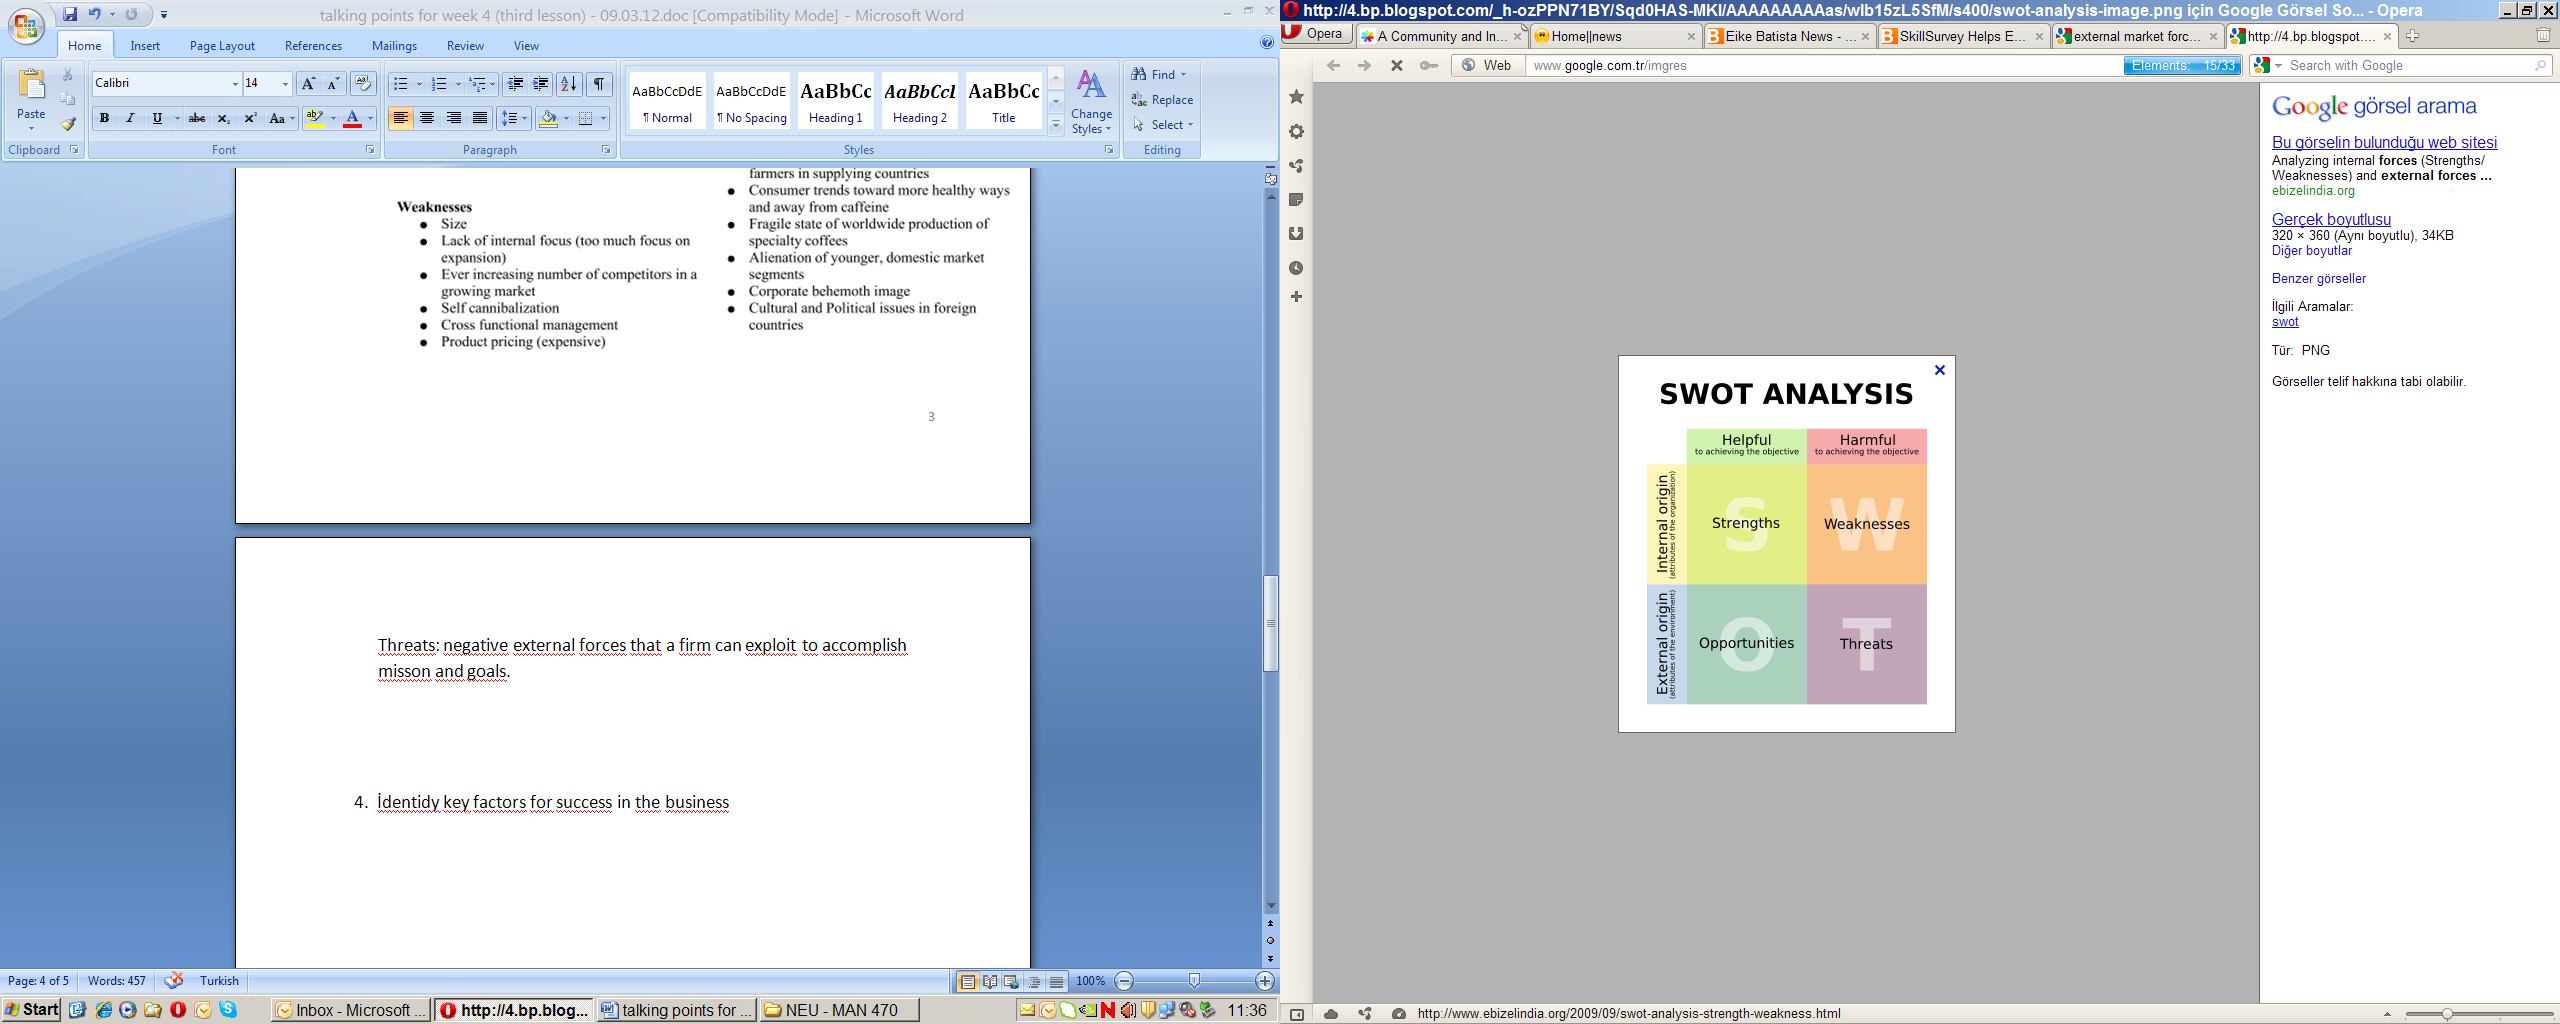 talking points for week 4 (third lesson) - 09.03.12.doc [Compatibility Mode] - Microsoft Word
Home Insert Page Layout References Mailings Review View
Calibri 14
Paste
B I U abc x₂ x² Aa
AaBbCcDdE AaBbCcDdE AaBbCc AaBbCcI AaBbCc
¶ Normal ¶ No Spacing Heading 1 Heading 2 Title
Change Styles
Find
Replace
Select
Clipboard Font Paragraph Styles Editing
Weaknesses
● Size
● Lack of internal focus (too much focus on
expansion)
● Ever increasing number of competitors in a
growing market
● Self cannibalization
● Cross functional management
● Product pricing (expensive)
farmers in supplying countries
● Consumer trends toward more healthy ways
and away from caffeine
● Fragile state of worldwide production of
specialty coffees
● Alienation of younger, domestic market
segments
● Corporate behemoth image
● Cultural and Political issues in foreign
countries
3
Threats: negative external forces that a firm can exploit to accomplish
misson and goals.
4. İdentidy key factors for success in the business
Page: 4 of 5 Words: 457 Turkish 100%
Start Inbox - Microsoft ... http://4.bp.blog... talking points for ... NEU - MAN 470 11:36
http://4.bp.blogspot.com/_h-ozPPN71BY/Sqd0HAS-MKI/AAAAAAAAAas/wlb15zL5SfM/s400/swot-analysis-image.png için Google Görsel So... - Opera
Opera A Community and In... Home||news Eike Batista News - ... SkillSurvey Helps E... external market forc... http://4.bp.blogspot....
Web www.google.com.tr/imgres Elements: 15/33 Search with Google
SWOT ANALYSIS
Helpful
to achieving the objective
Harmful
to achieving the objective
Internal origin
(attributes of the organization)
S
Strengths
W
Weaknesses
External origin
(attributes of the environment)
O
Opportunities
T
Threats
Google görsel arama
Bu görselin bulunduğu web sitesi
Analyzing internal forces (Strengths/
Weaknesses) and external forces ...
ebizelindia.org
Gerçek boyutlusu
320 × 360 (Aynı boyutlu), 34KB
Diğer boyutlar
Benzer görseller
İlgili Aramalar:
swot
Tür: PNG
Görseller telif hakkına tabi olabilir.
http://www.ebizelindia.org/2009/09/swot-analysis-strength-weakness.html